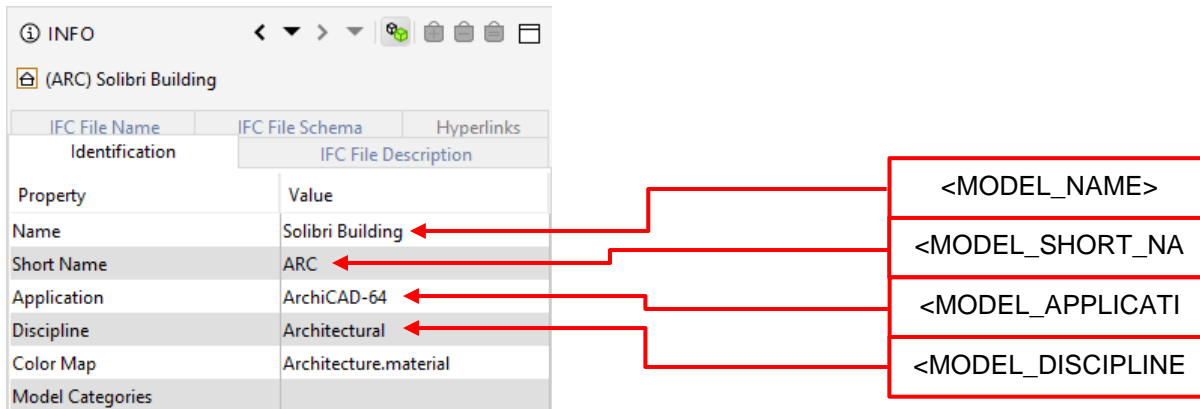 INFO
(ARC) Solibri Building
IFC File Name IFC File Schema Hyperlinks
Identification IFC File Description
Property Value
Name Solibri Building
Short Name ARC
Application ArchiCAD-64
Discipline Architectural
Color Map Architecture.material
Model Categories
<MODEL_NAME>
<MODEL_SHORT_NA
<MODEL_APPLICATI
<MODEL_DISCIPLINE